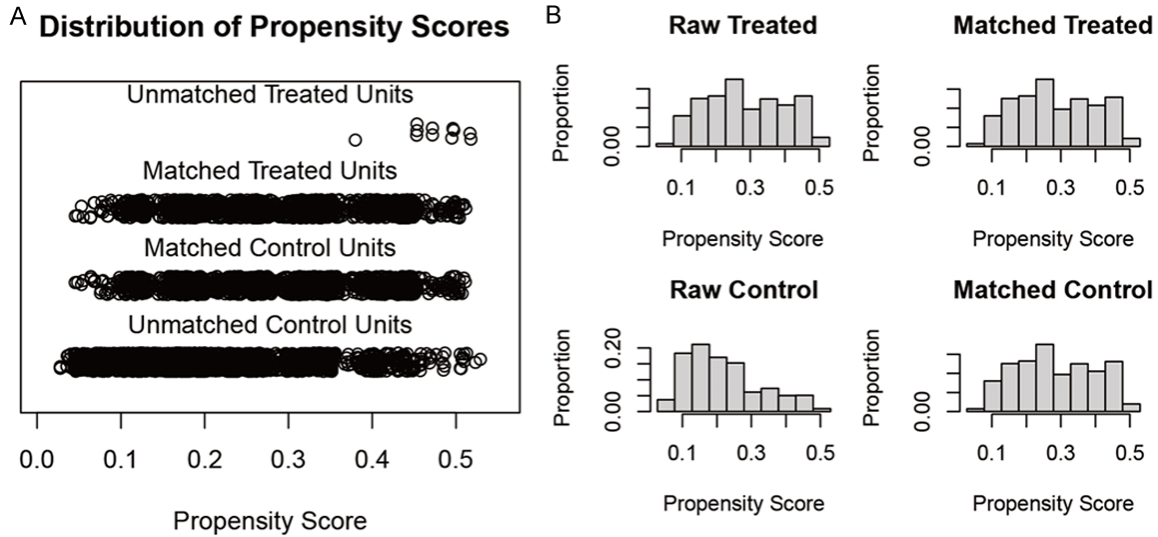 A
Distribution of Propensity Scores
Unmatched Treated Units
Matched Treated Units
Matched Control Units
Unmatched Control Units
0.0 0.1 0.2 0.3 0.4 0.5
Propensity Score
B
Raw Treated
Proportion
0.00
0.1 0.3 0.5
Propensity Score
Matched Treated
Proportion
0.00
0.1 0.3 0.5
Propensity Score
Raw Control
Proportion
0.00 0.20
0.1 0.3 0.5
Propensity Score
Matched Control
Proportion
0.00
0.1 0.3 0.5
Propensity Score